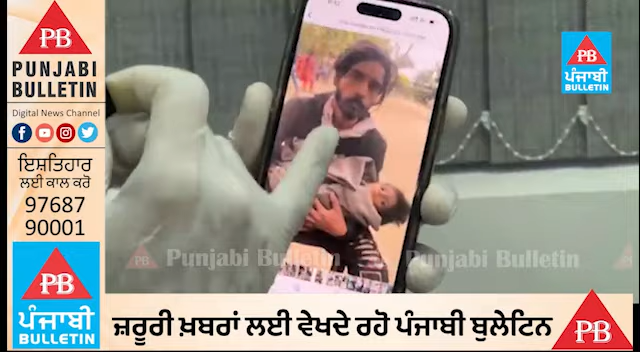 PB
PUNJABI
BULLETIN
Digital News Channel
ਇਸ਼ਤਿਹਾਰ
ਲਈ ਕਾਲ ਕਰੋ
97687
90001
PB
ਪੰਜਾਬੀ
BULLETIN
PB
ਪੰਜਾਬੀ
BULLETIN
Punjabi Bulletin
Punjabi Bulletin
ਜ਼ਰੂਰੀ ਖ਼ਬਰਾਂ ਲਈ ਵੇਖਦੇ ਰਹੋ ਪੰਜਾਬੀ ਬੁਲੇਟਿਨ
PB